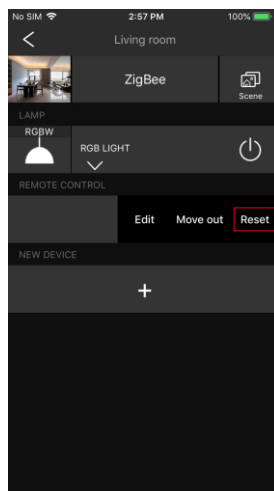 No SIM 2:57 PM 100%
Living room
ZigBee
Scene
LAMP
RGBW
RGB LIGHT
REMOTE CONTROL
Edit Move out Reset
NEW DEVICE
+